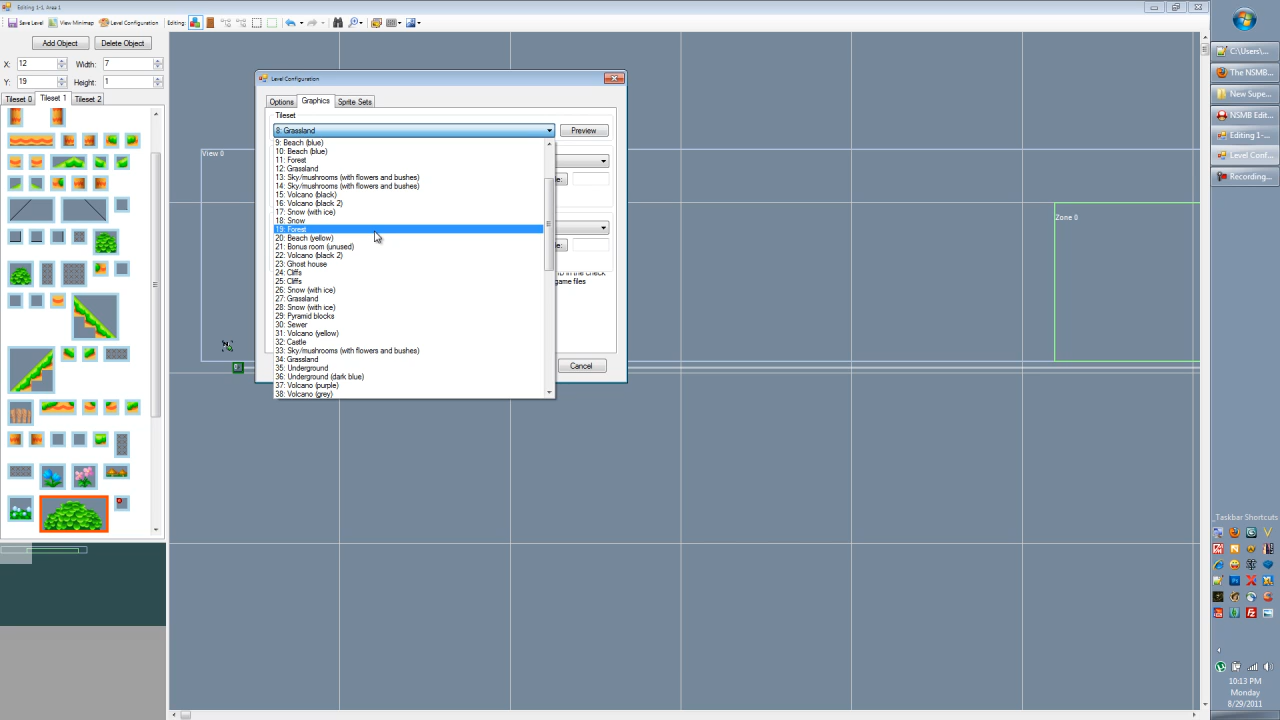 Editing 1-1, Area 1
Save Level
View Minimap
Level Configuration
Editing:
Add Object
Delete Object
X: 12
Width: 7
Y: 19
Height: 1
Tileset 0
Tileset 1
Tileset 2
View 0
Zone 0
Level Configuration
Options
Graphics
Sprite Sets
Tileset
8: Grassland
Preview
9: Beach (blue)
10: Beach (blue)
11: Forest
12: Grassland
13: Sky/mushrooms (with flowers and bushes)
14: Sky/mushrooms (with flowers and bushes)
15: Volcano (black)
16: Volcano (black 2)
17: Snow (with ice)
18: Snow
19: Forest
20: Beach (yellow)
21: Bonus room (unused)
22: Volcano (black 2)
23: Ghost house
24: Cliffs
25: Cliffs
26: Snow (with ice)
27: Grassland
28: Snow (with ice)
29: Pyramid blocks
30: Sewer
31: Volcano (yellow)
32: Castle
33: Sky/mushrooms (with flowers and bushes)
34: Grassland
35: Underground
36: Underground (dark blue)
37: Volcano (purple)
38: Volcano (grey)
ID in the check
game files
Cancel
C:\Users\...
The NSMB...
New Supe...
NSMB Edit...
Editing 1-...
Level Conf...
Recording...
Taskbar Shortcuts
10:13 PM
Monday
8/29/2011